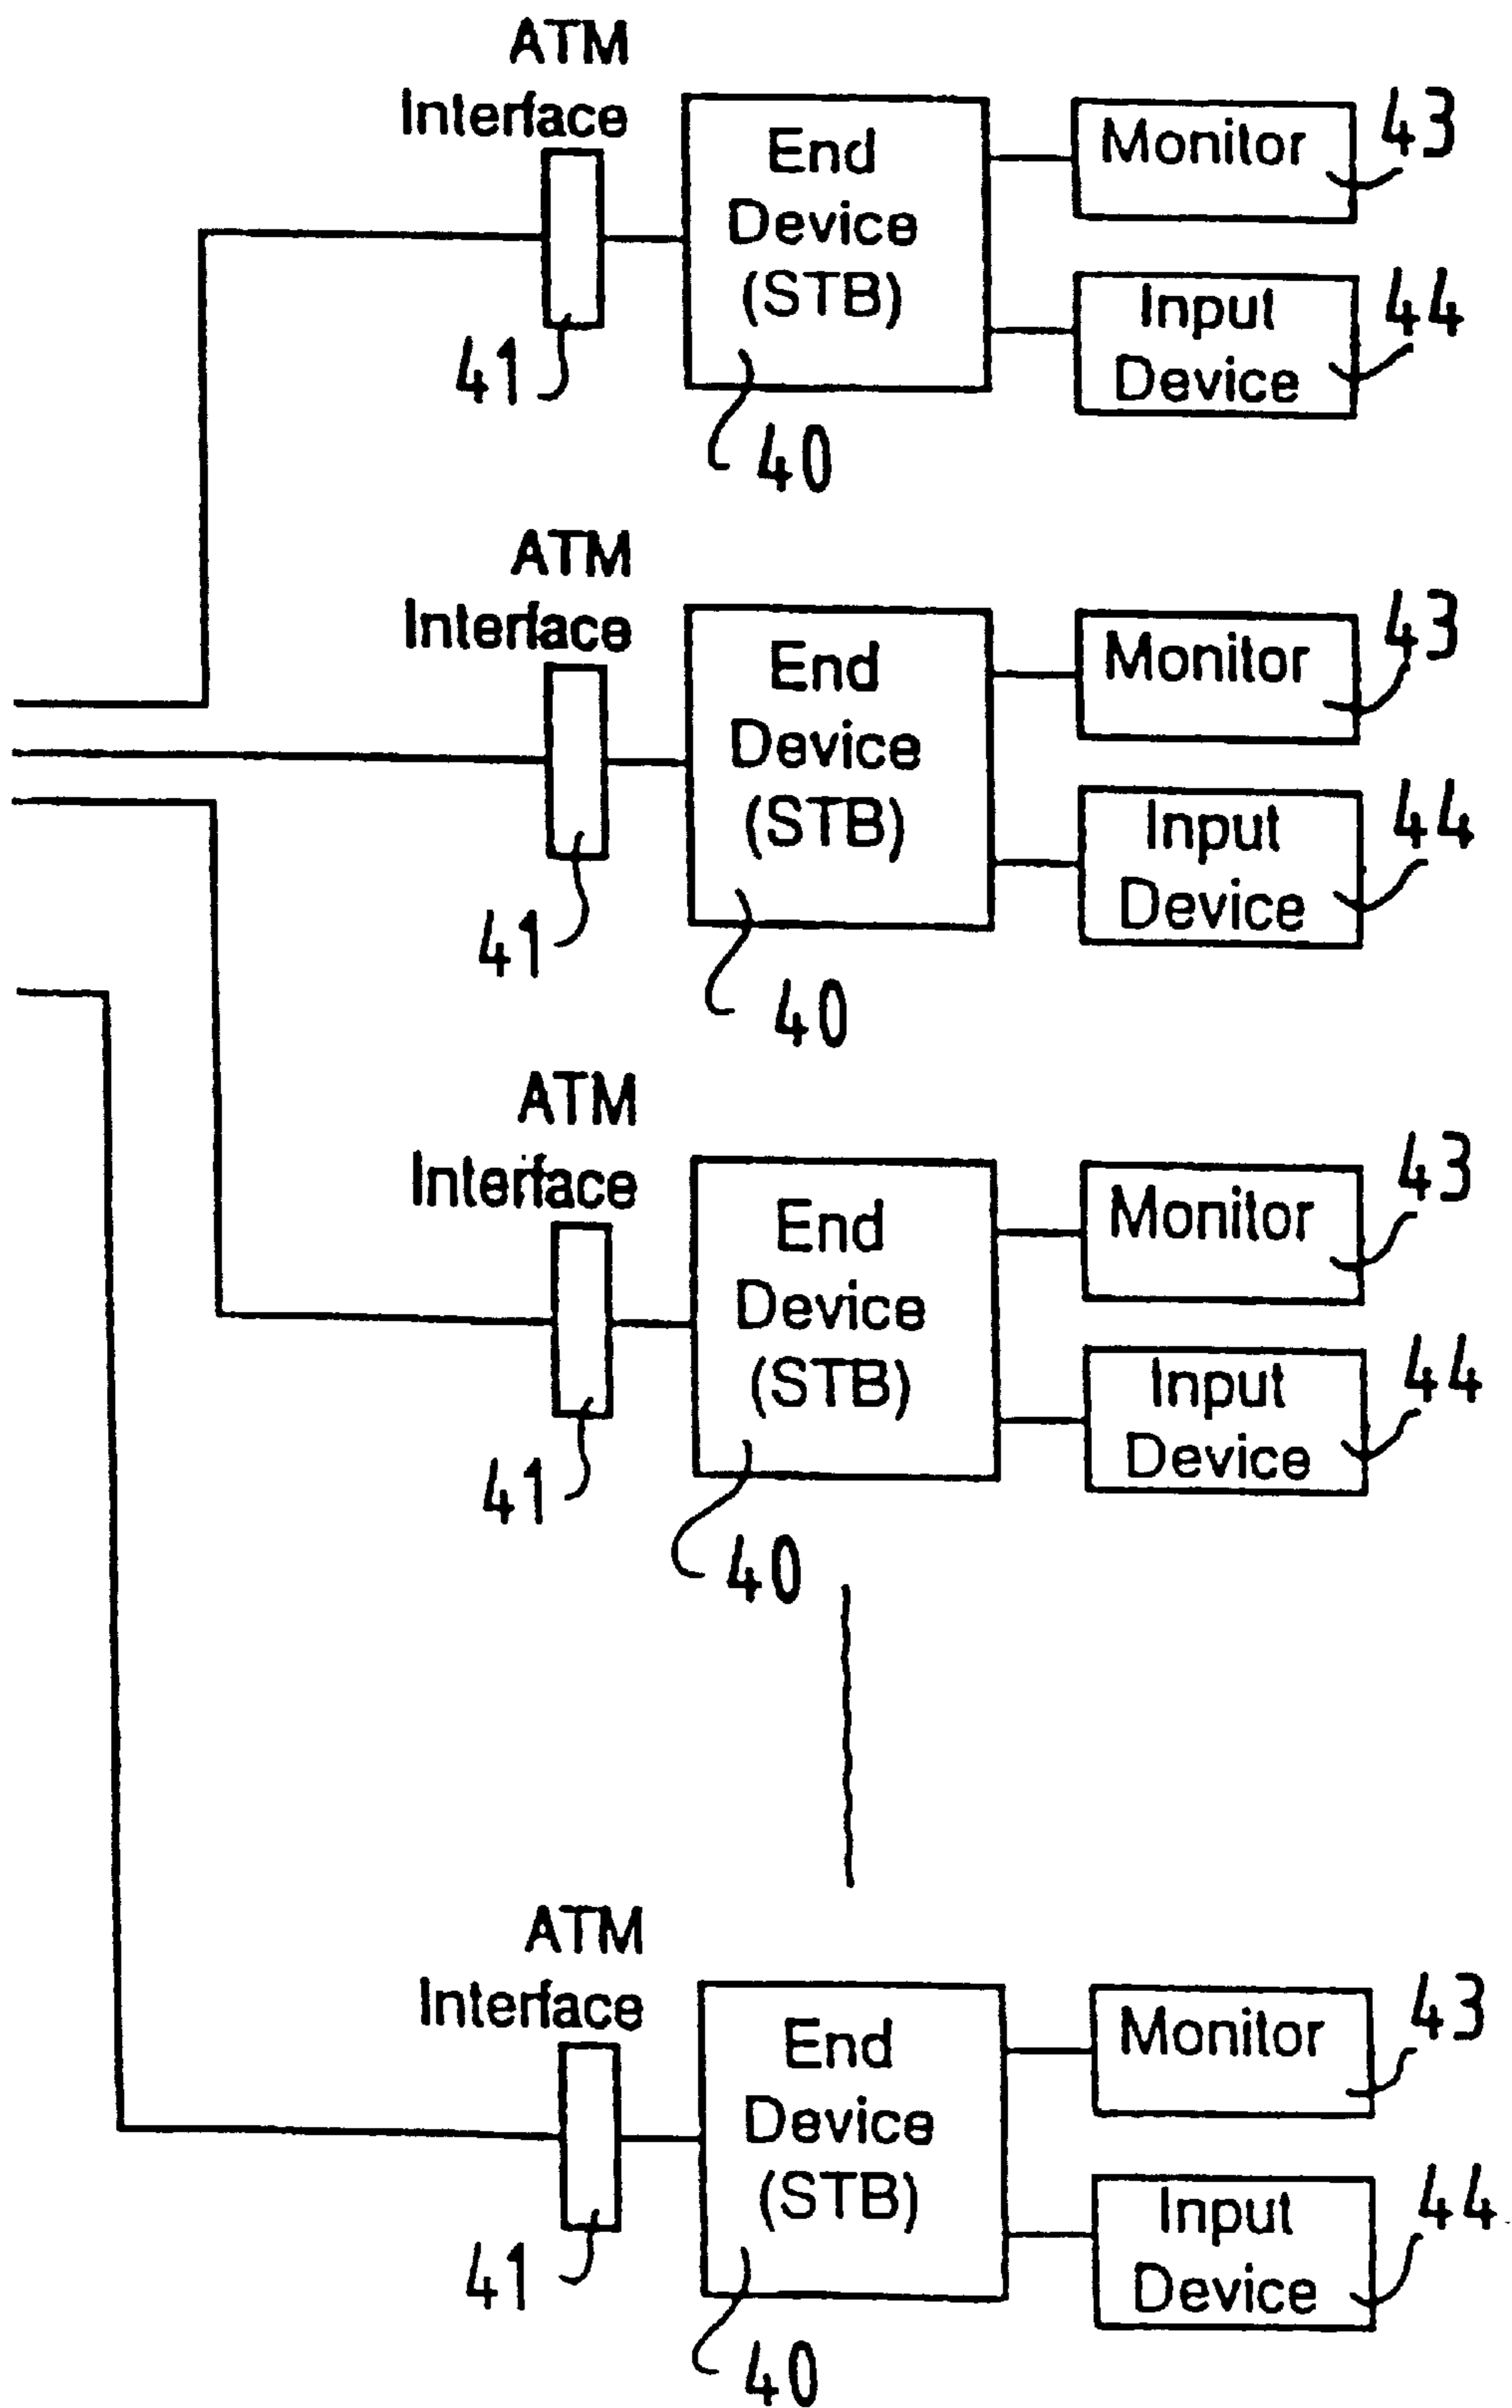 ATM
Interface
End
Device
(STB)
Monitor
43
Input
Device
44
41
40
ATM
Interface
End
Device
(STB)
Monitor
43
Input
Device
44
41
40
ATM
Interface
End
Device
(STB)
Monitor
43
Input
Device
44
41
40
ATM
Interface
End
Device
(STB)
Monitor
43
Input
Device
44
41
40